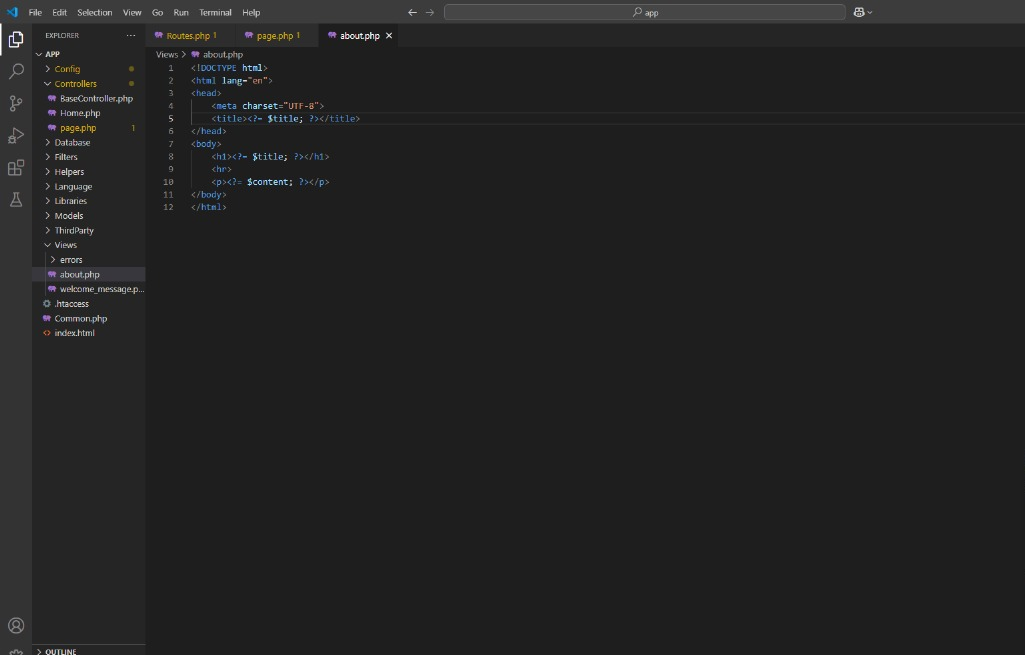 File Edit Selection View Go Run Terminal Help
app
EXPLORER ...
Routes.php 1
page.php 1
about.php
APP
Config
Controllers
BaseController.php
Home.php
page.php 1
Database
Filters
Helpers
Language
Libraries
Models
ThirdParty
Views
errors
about.php
welcome_message.p...
.htaccess
Common.php
index.html
OUTLINE
Views > about.php
1 <!DOCTYPE html>
2 <html lang="en">
3 <head>
4 <meta charset="UTF-8">
5 <title><?= $title; ?></title>
6 </head>
7 <body>
8 <h1><?= $title; ?></h1>
9 <hr>
10 <p><?= $content; ?></p>
11 </body>
12 </html>